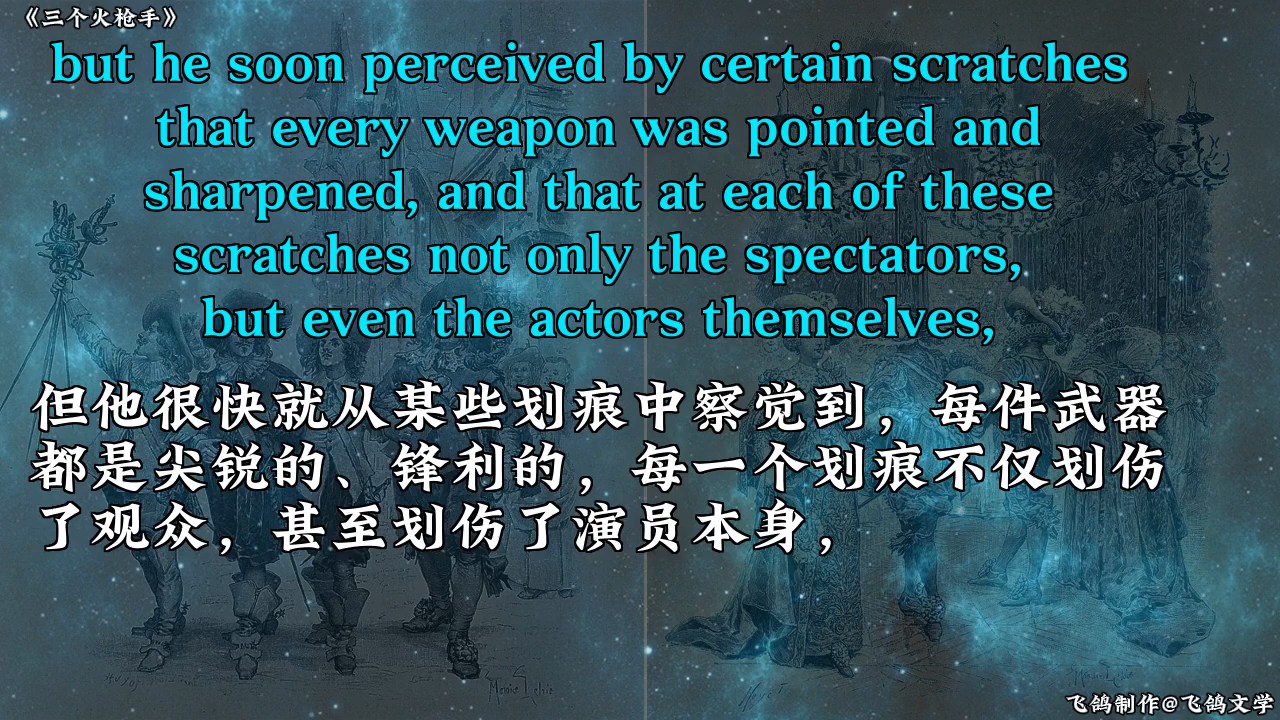 《三个火枪手》
but he soon perceived by certain scratches
that every weapon was pointed and
sharpened, and that at each of these
scratches not only the spectators,
but even the actors themselves,
但他很快就从某些划痕中察觉到，每件武器
都是尖锐的、锋利的，每一个划痕不仅划伤
了观众，甚至划伤了演员本身，
飞鸽制作@飞鸽文学